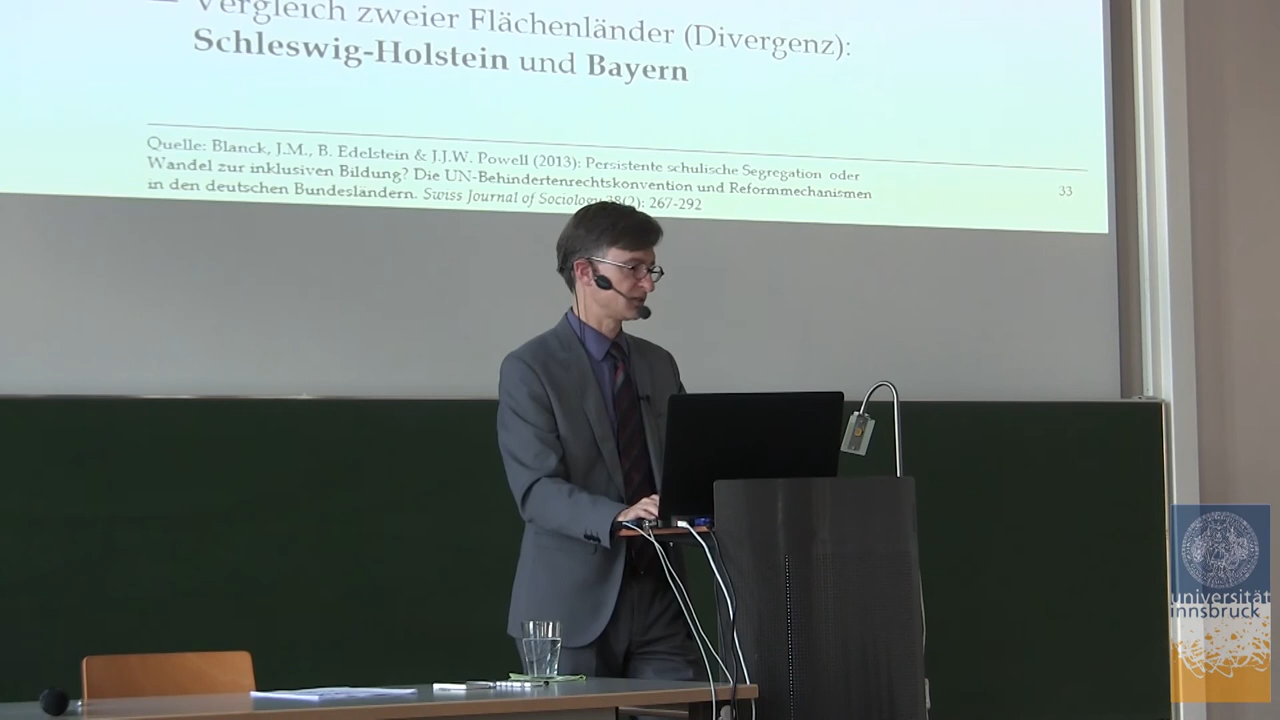 Vergleich zweier Flächenländer (Divergenz):
Schleswig-Holstein und Bayern
Quelle: Blanck, J.M., B. Edelstein & J.J.W. Powell (2013): Persistente schulische Segregation oder
Wandel zur inklusiven Bildung? Die UN-Behindertenrechtskonvention und Reformmechanismen
in den deutschen Bundesländern. Swiss Journal of Sociology 38(2): 267-292
33
universität
innsbruck